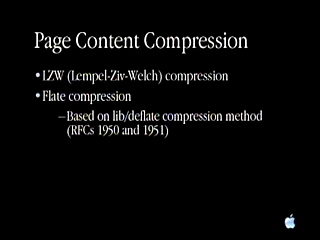 Page Content Compression
• LZW (Lempel-Ziv-Welch) compression
• Flate compression
– Based on lib/deflate compression method
(RFCs 1950 and 1951)